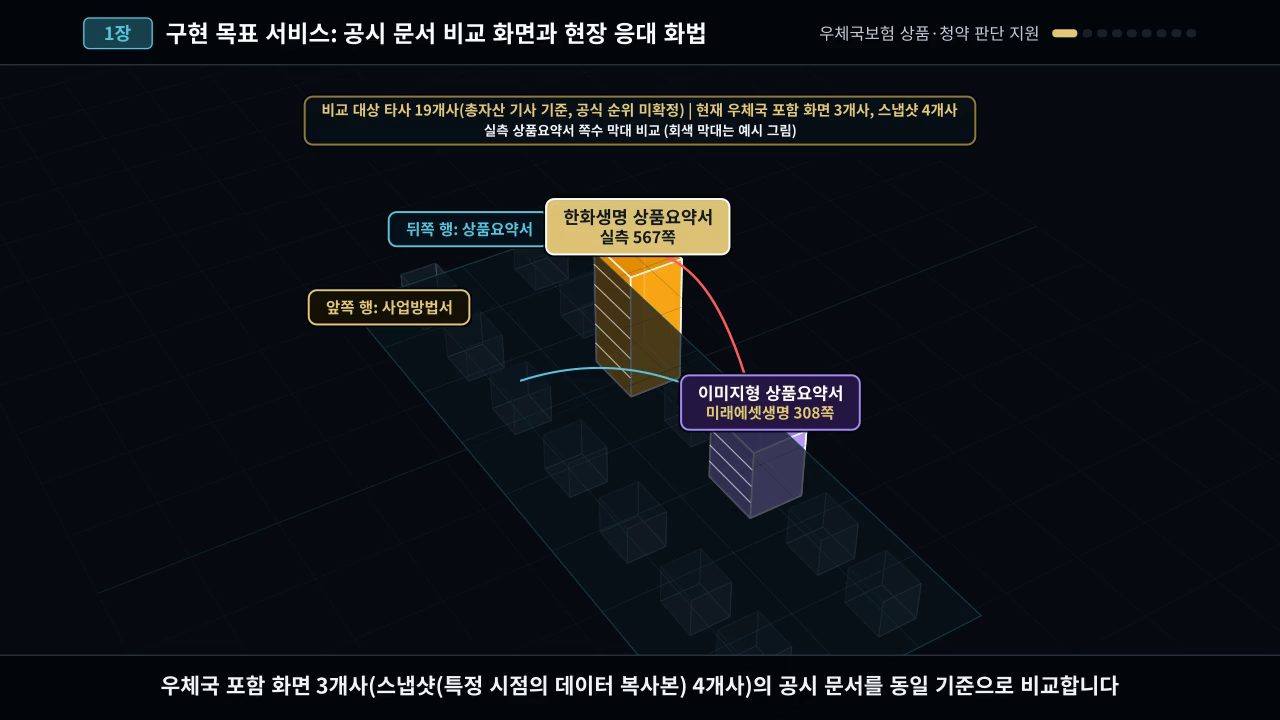 1장
구현 목표 서비스: 공시 문서 비교 화면과 현장 응대 화법
우체국보험 상품·청약 판단 지원
비교 대상 타사 19개사(총자산 기사 기준, 공식 순위 미확정) | 현재 우체국 포함 화면 3개사, 스냅샷 4개사
실측 상품요약서 쪽수 막대 비교 (회색 막대는 예시 그림)
뒤쪽 행: 상품요약서
한화생명 상품요약서
실측 567쪽
앞쪽 행: 사업방법서
이미지형 상품요약서
미래에셋생명 308쪽
우체국 포함 화면 3개사(스냅샷(특정 시점의 데이터 복사본) 4개사)의 공시 문서를 동일 기준으로 비교합니다